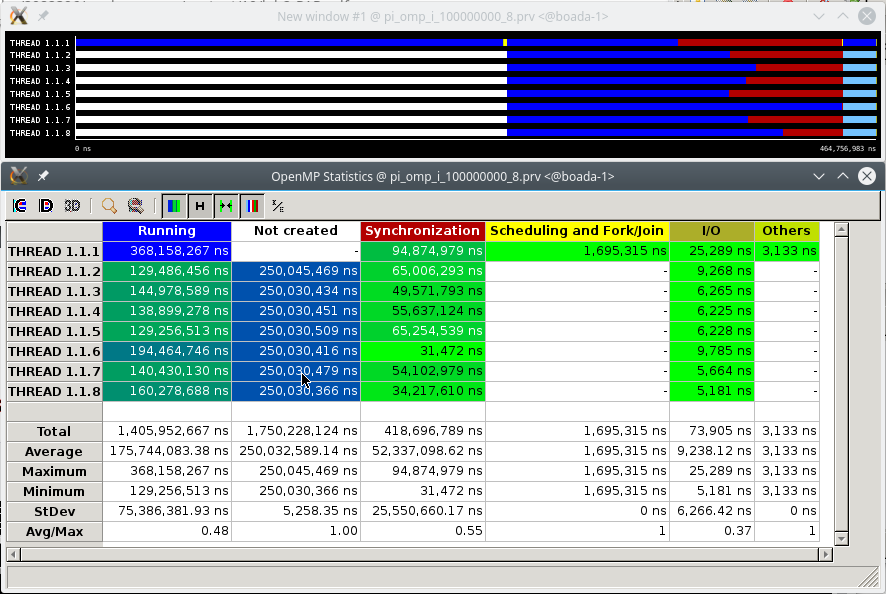 New window #1 @ pi_omp_i_100000000_8.prv <@boada-1>
THREAD 1.1.1
THREAD 1.1.2
THREAD 1.1.3
THREAD 1.1.4
THREAD 1.1.5
THREAD 1.1.6
THREAD 1.1.7
THREAD 1.1.8
0 ns 464,756,983 ns
OpenMP Statistics @ pi_omp_i_100000000_8.prv <@boada-1>
3D H
Running Not created Synchronization Scheduling and Fork/Join I/O Others
THREAD 1.1.1 368,158,267 ns - 94,874,979 ns 1,695,315 ns 25,289 ns 3,133 ns
THREAD 1.1.2 129,486,456 ns 250,045,469 ns 65,006,293 ns - 9,268 ns -
THREAD 1.1.3 144,978,589 ns 250,030,434 ns 49,571,793 ns - 6,265 ns -
THREAD 1.1.4 138,899,278 ns 250,030,451 ns 55,637,124 ns - 6,225 ns -
THREAD 1.1.5 129,256,513 ns 250,030,509 ns 65,254,539 ns - 6,228 ns -
THREAD 1.1.6 194,464,746 ns 250,030,416 ns 31,472 ns - 9,785 ns -
THREAD 1.1.7 140,430,130 ns 250,030,479 ns 54,102,979 ns - 5,664 ns -
THREAD 1.1.8 160,278,688 ns 250,030,366 ns 34,217,610 ns - 5,181 ns -
Total 1,405,952,667 ns 1,750,228,124 ns 418,696,789 ns 1,695,315 ns 73,905 ns 3,133 ns
Average 175,744,083.38 ns 250,032,589.14 ns 52,337,098.62 ns 1,695,315 ns 9,238.12 ns 3,133 ns
Maximum 368,158,267 ns 250,045,469 ns 94,874,979 ns 1,695,315 ns 25,289 ns 3,133 ns
Minimum 129,256,513 ns 250,030,366 ns 31,472 ns 1,695,315 ns 5,181 ns 3,133 ns
StDev 75,386,381.93 ns 5,258.35 ns 25,550,660.17 ns 0 ns 6,266.42 ns 0 ns
Avg/Max 0.48 1.00 0.55 1 0.37 1